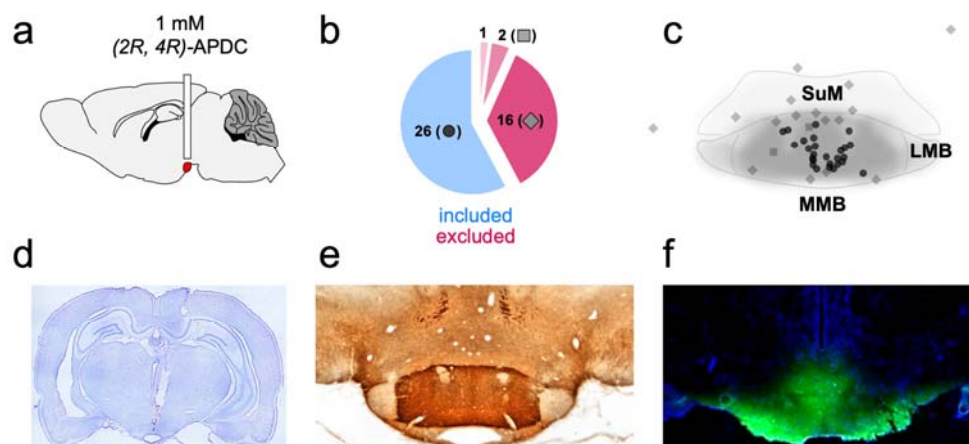 a
1 mM
(2R, 4R)-APDC
b
1
2 ( )
26 ( )
16 ( )
included
excluded
c
SuM
LMB
MMB
d
e
f